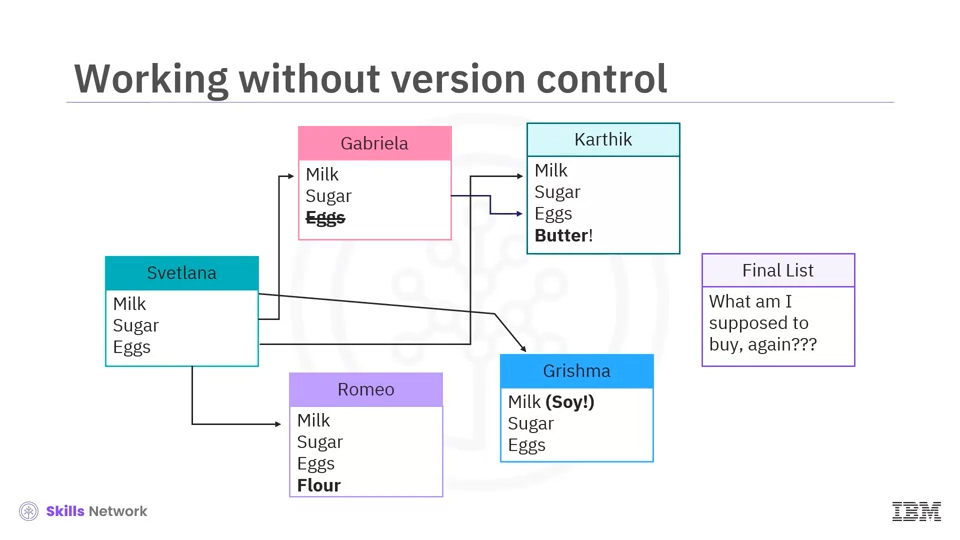 Working without version control
Gabriela
Milk
Sugar
Eggs
Karthik
Milk
Sugar
Eggs
Butter!
Svetlana
Milk
Sugar
Eggs
Final List
What am I
supposed to
buy, again???
Romeo
Milk
Sugar
Eggs
Flour
Grishma
Milk (Soy!)
Sugar
Eggs
Skills Network
IBM